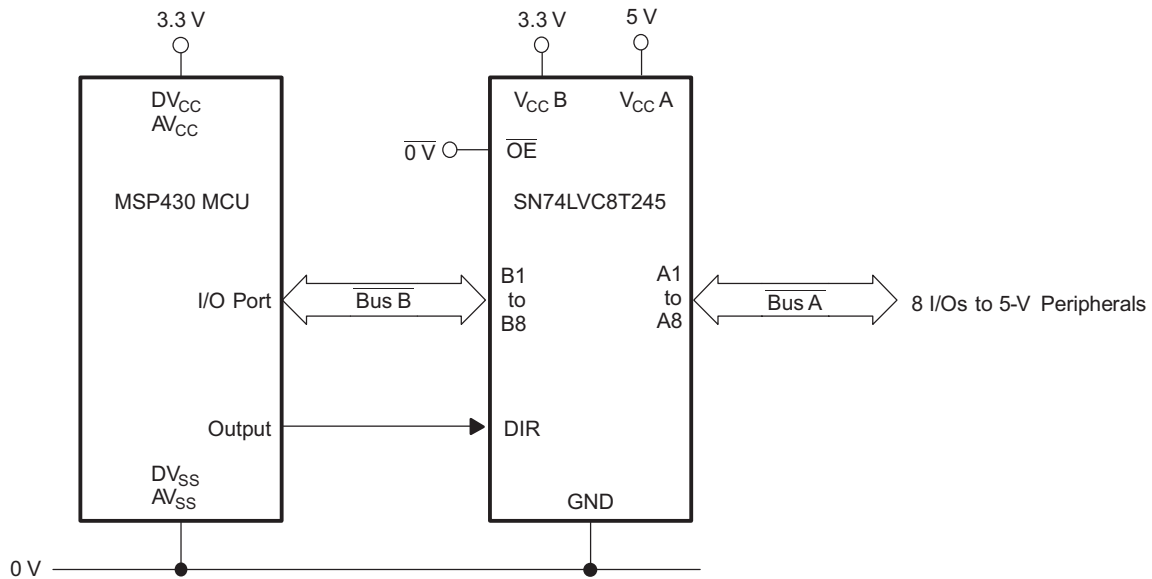 3.3 V
3.3 V
5 V
DVCC
AVCC
VCC B
VCC A
0 V
OE
MSP430 MCU
SN74LVC8T245
I/O Port
Bus B
B1
to
B8
A1
to
A8
Bus A
8 I/Os to 5-V Peripherals
Output
DIR
DVSS
AVSS
GND
0 V